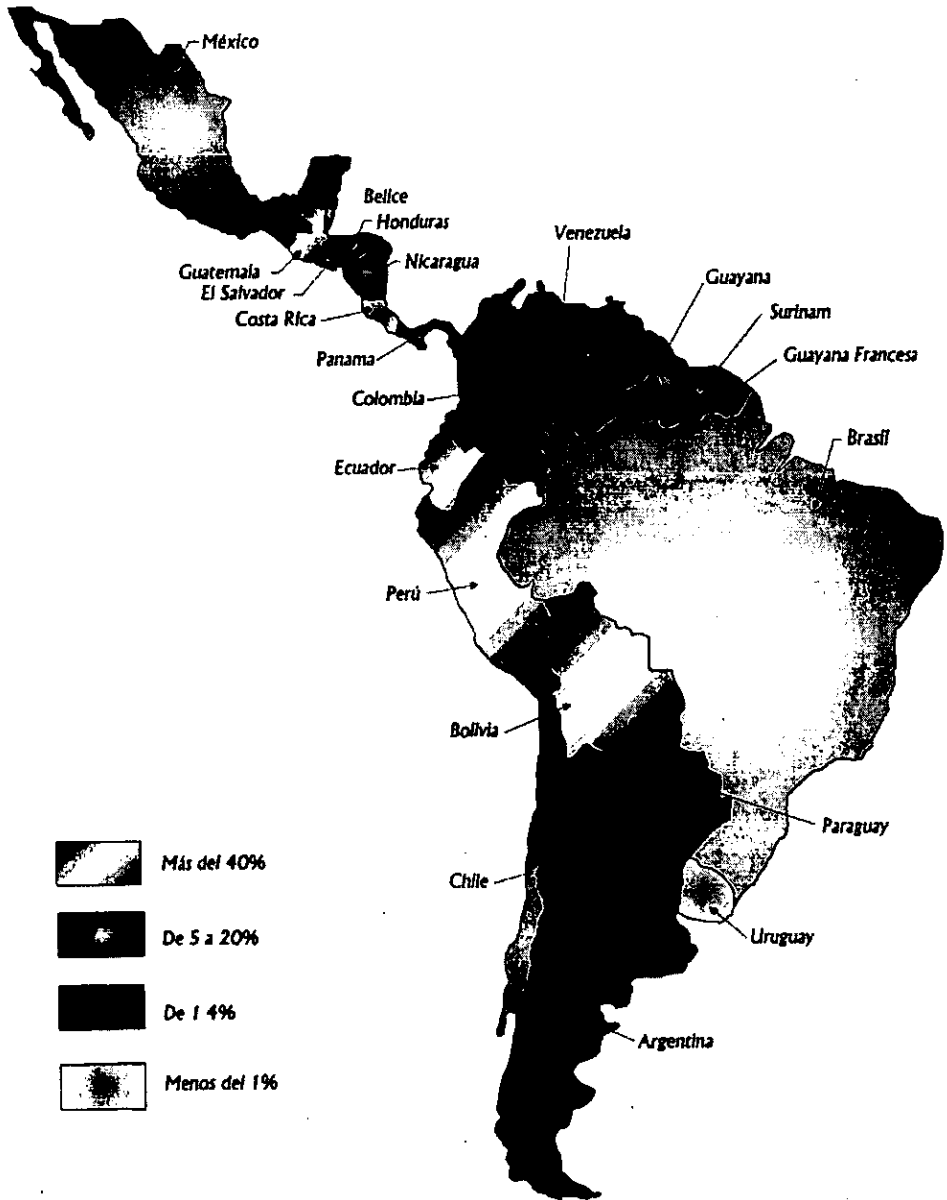 México
Belice
Honduras
Nicaragua
Guatemala
El Salvador
Costa Rica
Panama
Venezuela
Guayana
Surinam
Guayana Francesa
Colombia
Brasil
Ecuador
Perú
Bolivia
Paraguay
Chile
Uruguay
Argentina
Más del 40%
De 5 a 20%
De 1 4%
Menos del 1%